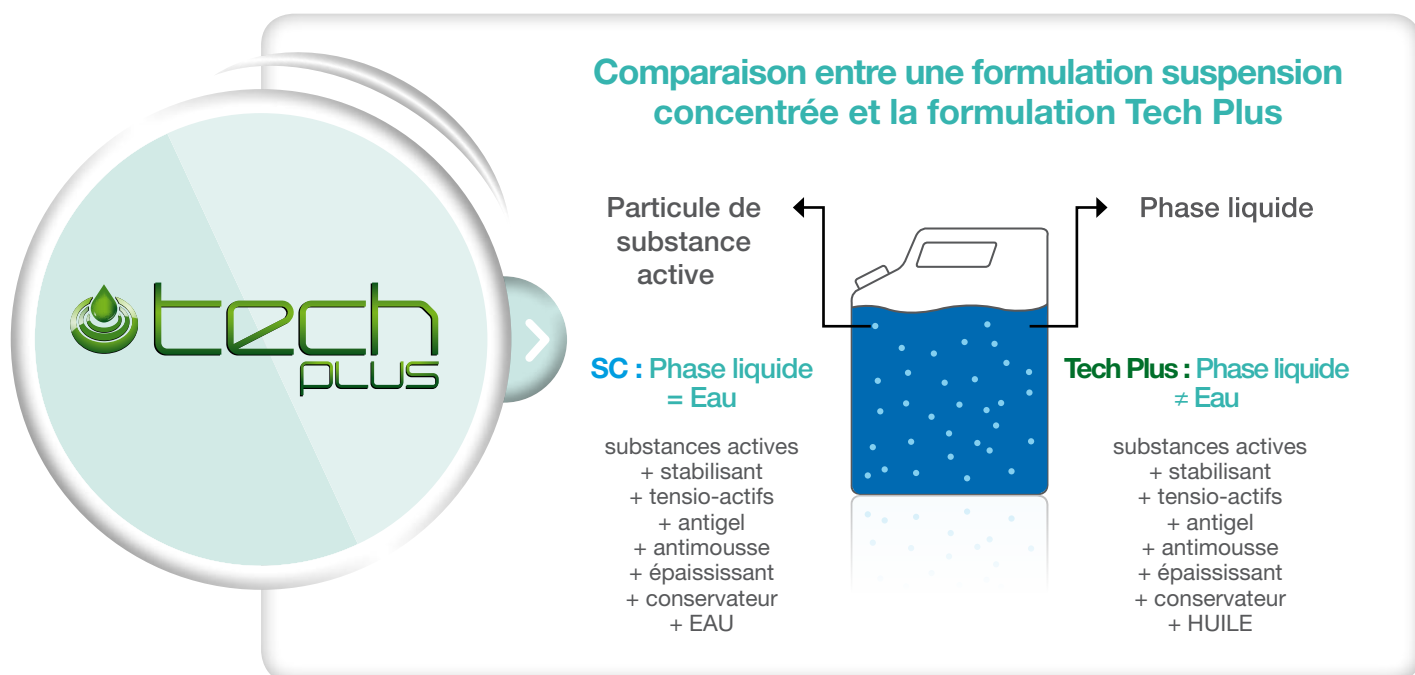 Comparaison entre une formulation suspension
concentrée et la formulation Tech Plus
tech
PLUS
Particule de
substance
active
Phase liquide
SC : Phase liquide
= Eau
substances actives
+ stabilisant
+ tensio-actifs
+ antigel
+ antimousse
+ épaississant
+ conservateur
+ EAU
Tech Plus : Phase liquide
≠ Eau
substances actives
+ stabilisant
+ tensio-actifs
+ antigel
+ antimousse
+ épaississant
+ conservateur
+ HUILE